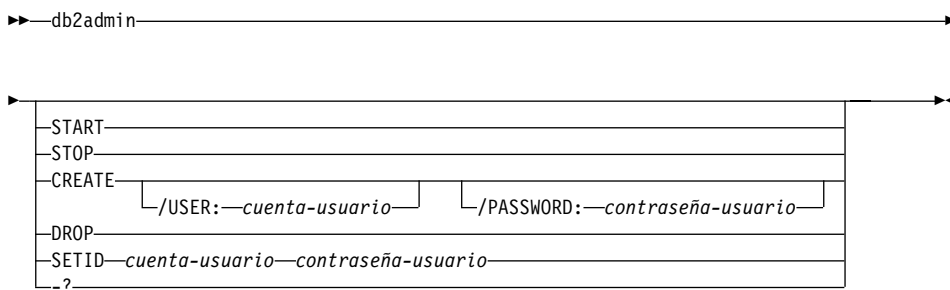 db2admin
START
STOP
CREATE
/USER: cuenta-usuario /PASSWORD: contraseña-usuario
DROP
SETID cuenta-usuario contraseña-usuario
-?